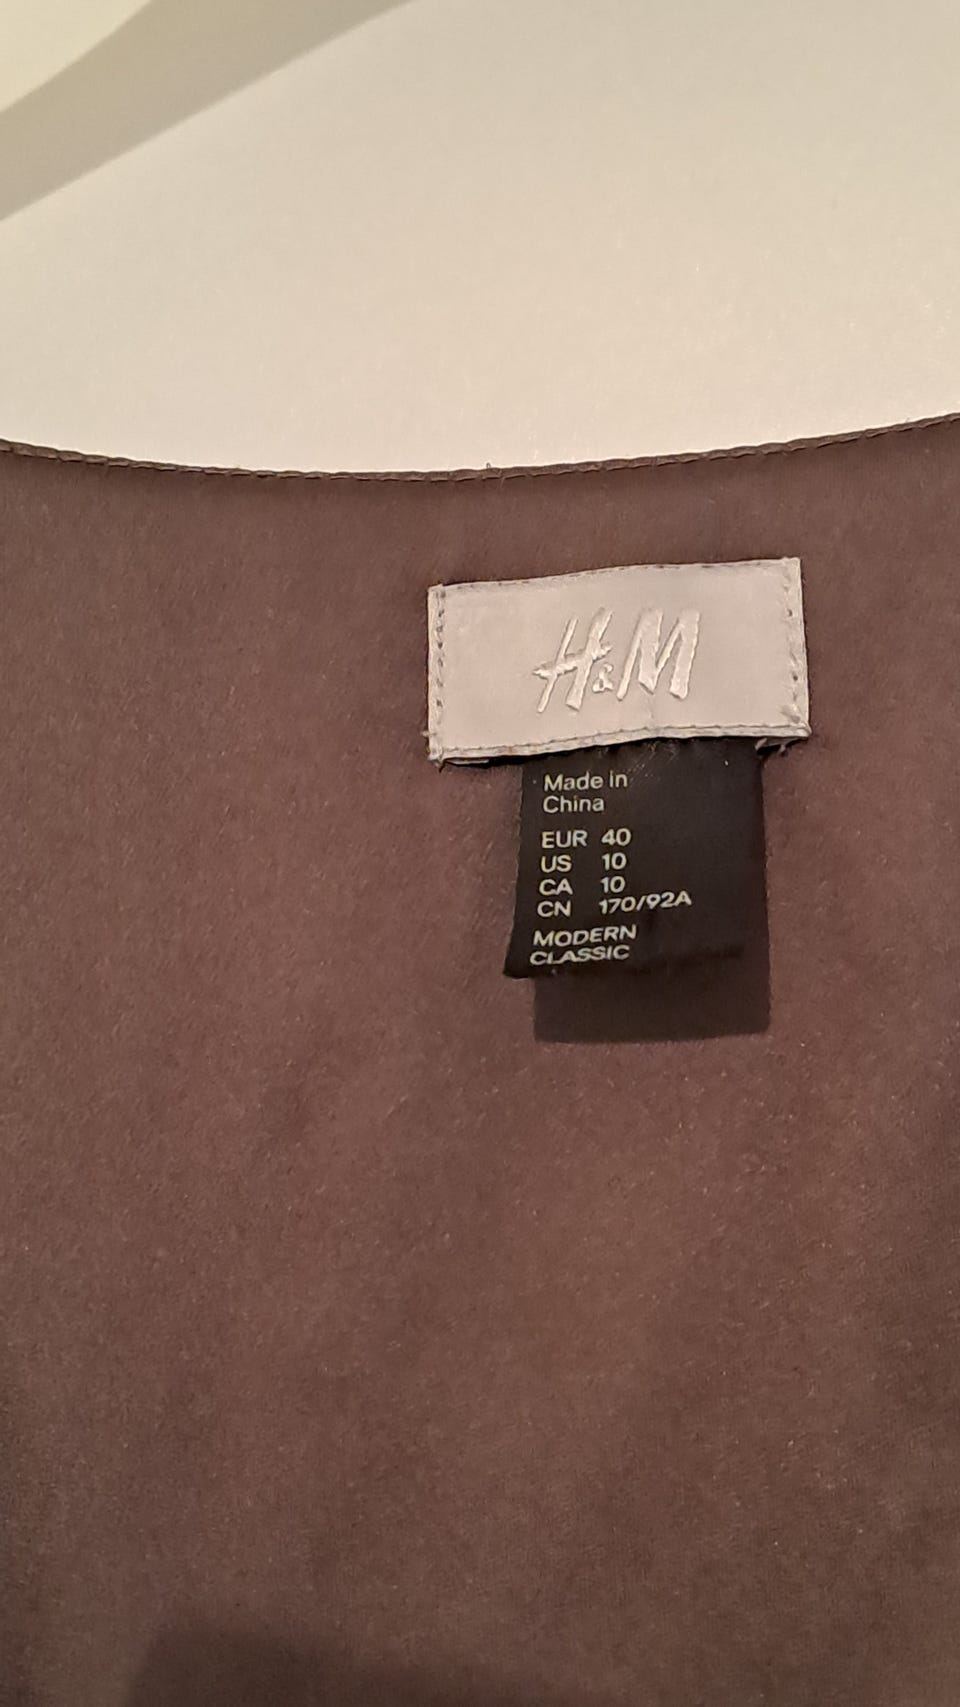 H&M
Made in
China
EUR 40
US 10
CA 10
CN 170/92A
MODERN
CLASSIC